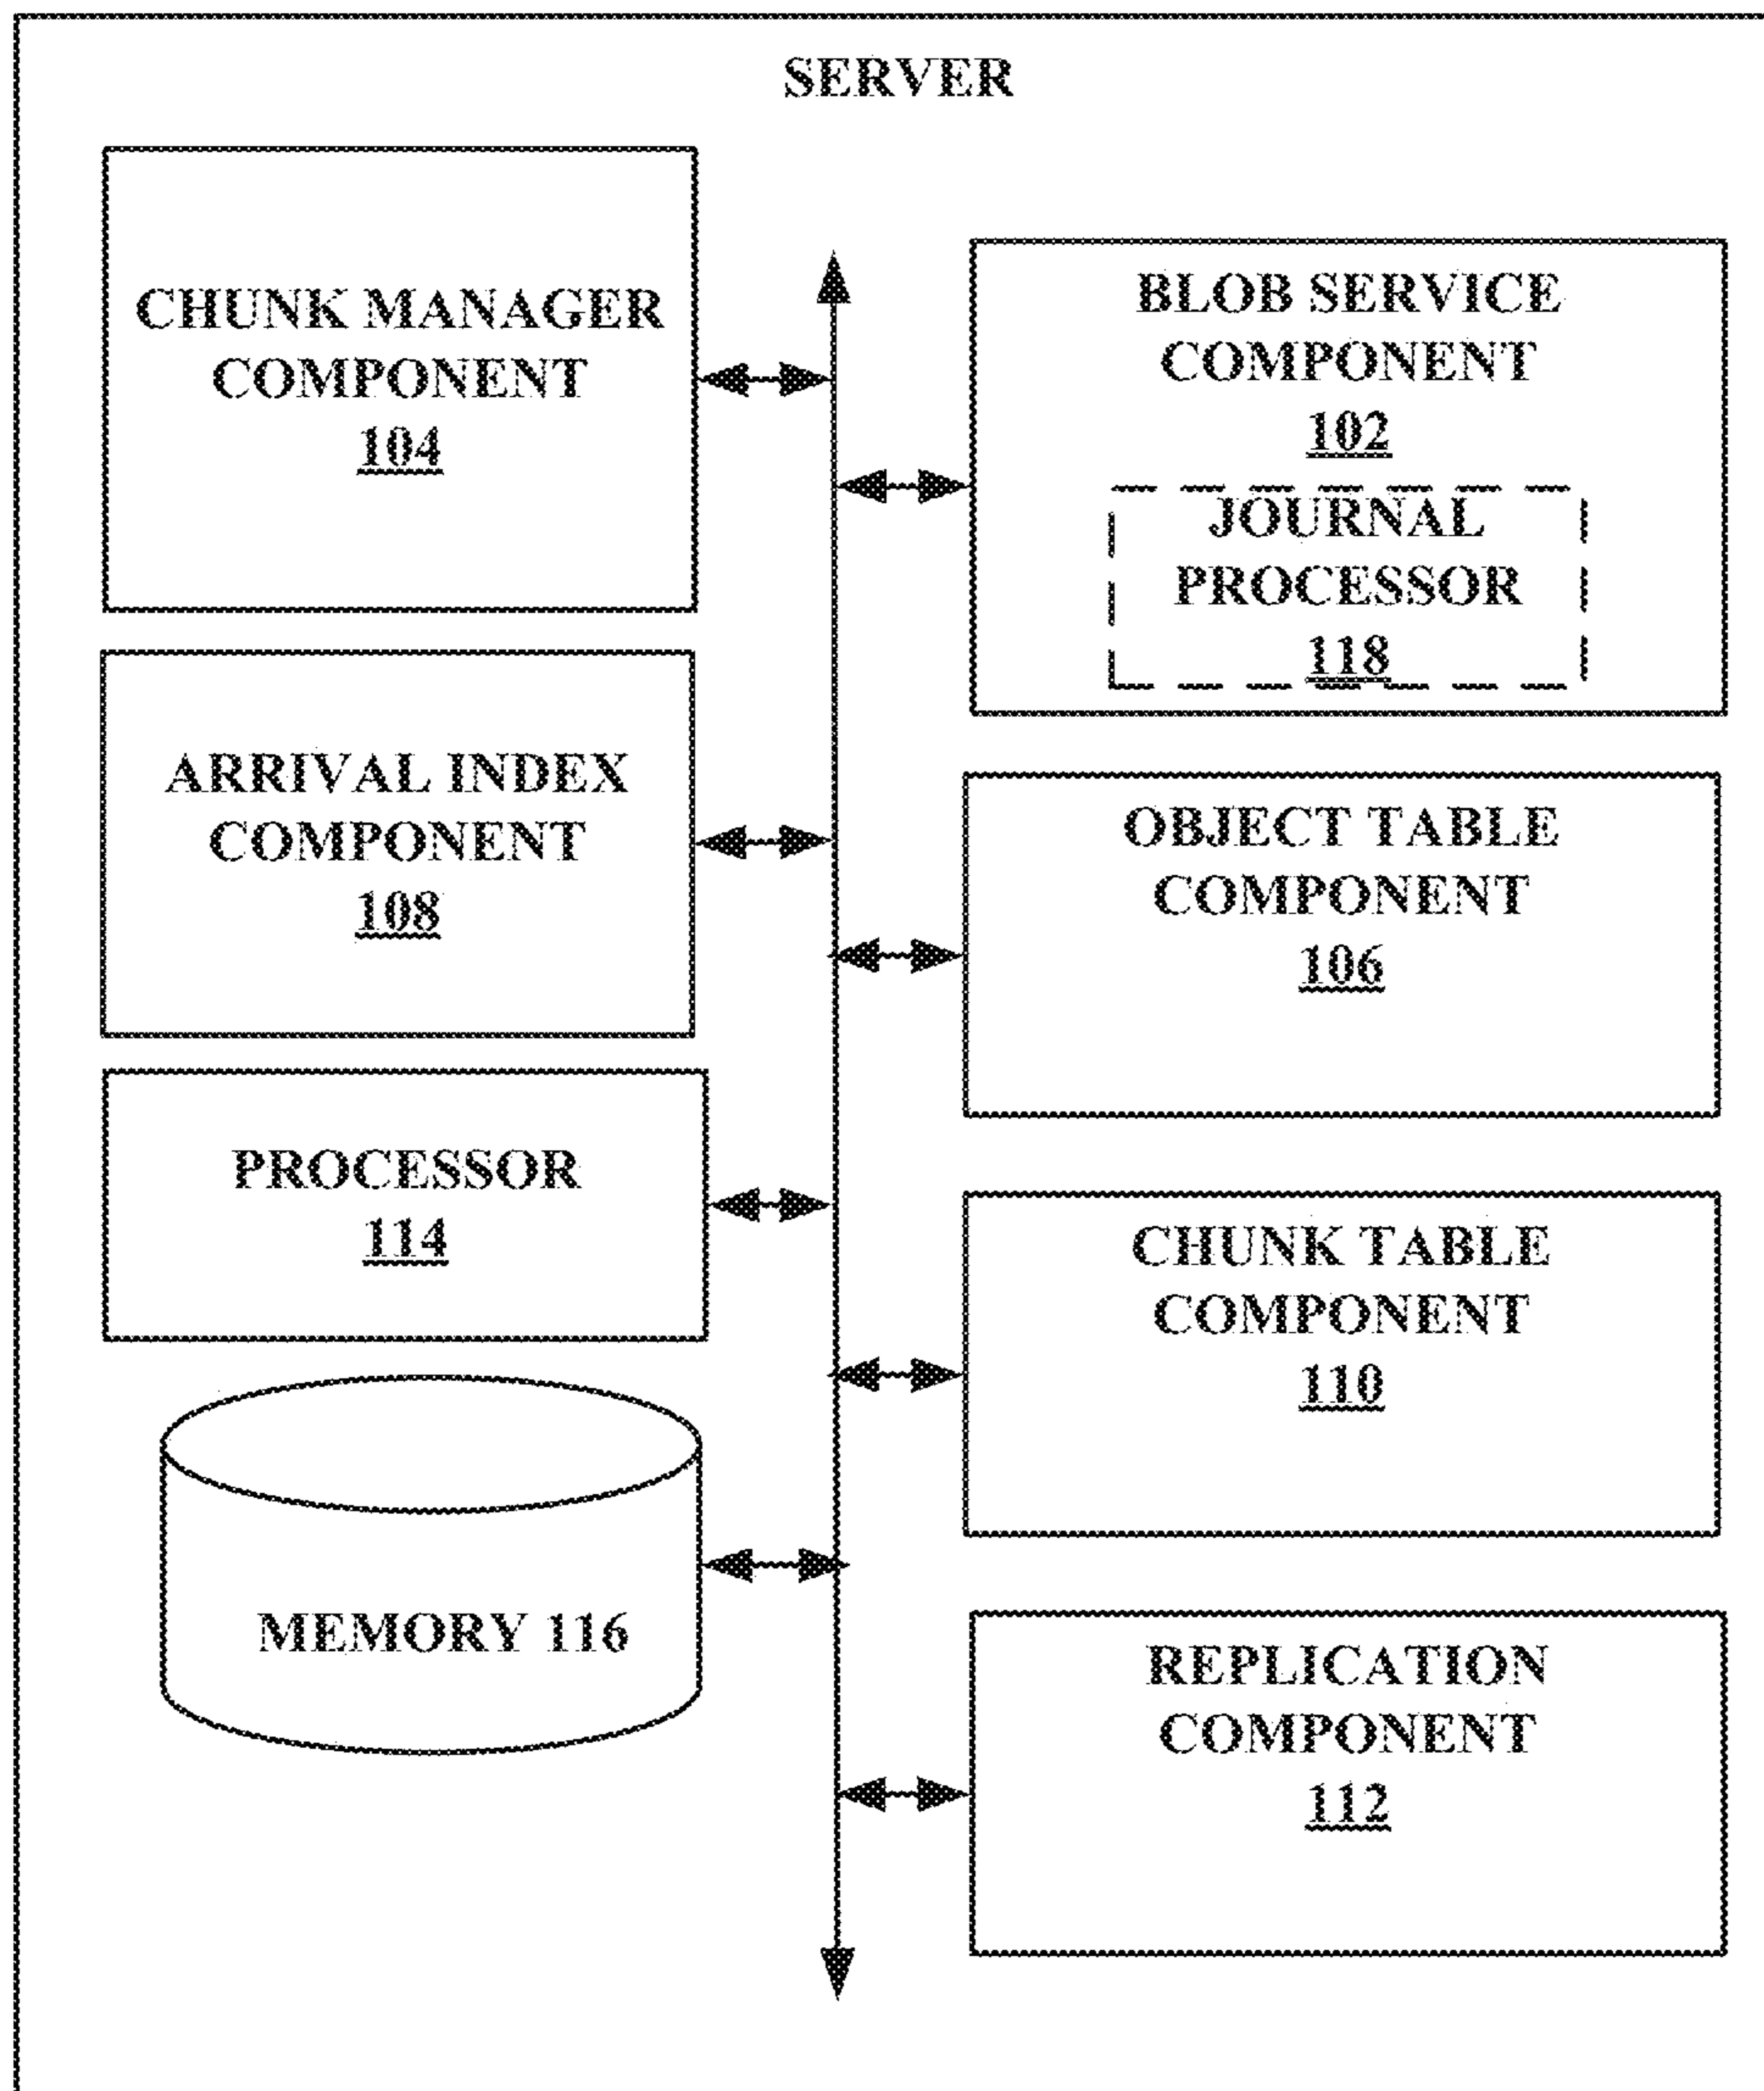 SERVER
CHUNK MANAGER
COMPONENT
104
BLOB SERVICE
COMPONENT
102
JOURNAL
PROCESSOR
118
ARRIVAL INDEX
COMPONENT
108
OBJECT TABLE
COMPONENT
106
PROCESSOR
114
CHUNK TABLE
COMPONENT
110
MEMORY 116
REPLICATION
COMPONENT
112